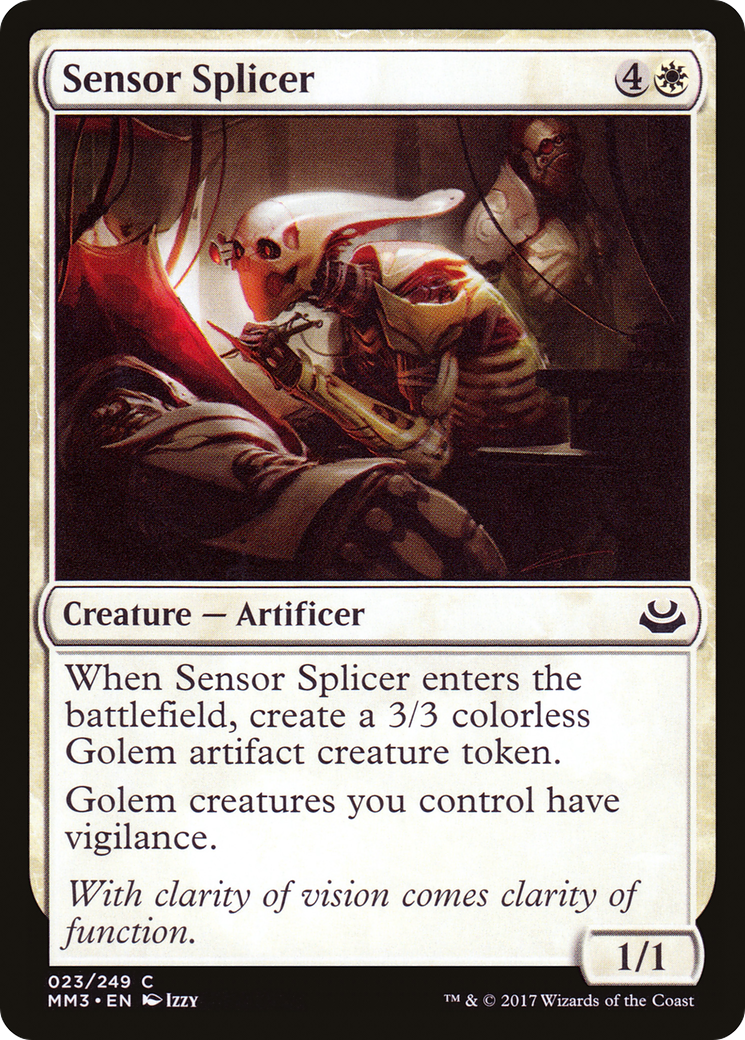 Sensor Splicer 4
Creature — Artificer
When Sensor Splicer enters the
battlefield, create a 3/3 colorless
Golem artifact creature token.
Golem creatures you control have
vigilance.
With clarity of vision comes clarity of
function.
1/1
023/249 C
MM3 • EN Izzy
™ & © 2017 Wizards of the Coast